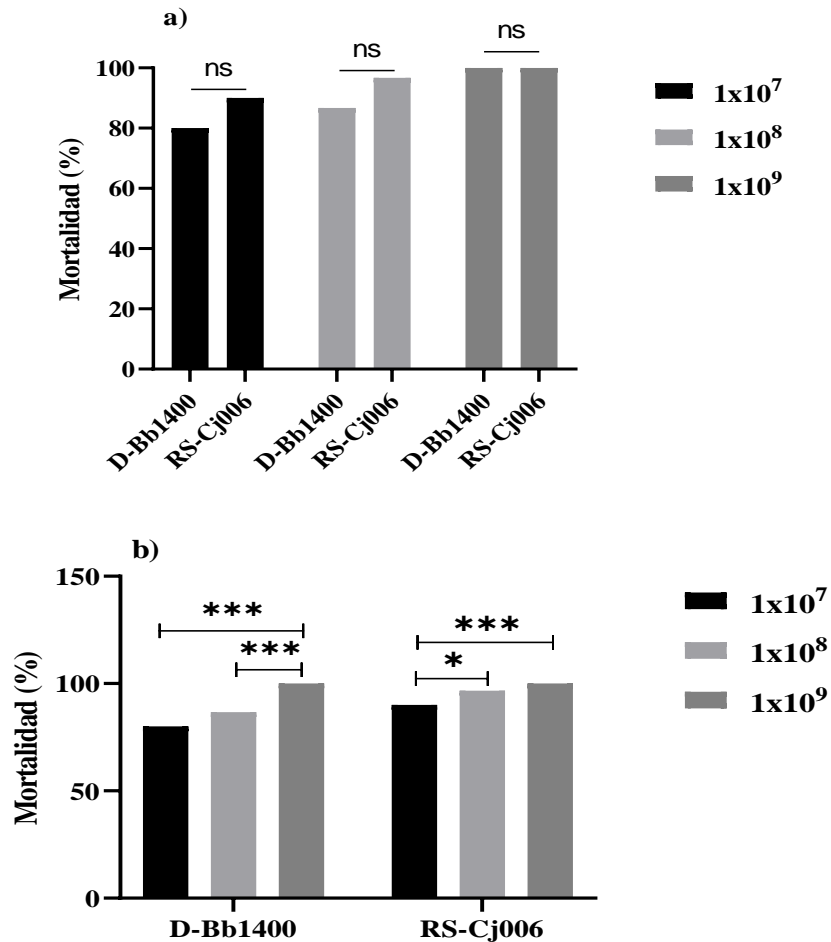 a)
ns
ns
ns
100
80
60
40
20
0
Mortalidad (%)
D-Bb1400
RS-Cj006
D-Bb1400
RS-Cj006
D-Bb1400
RS-Cj006
1x10⁷
1x10⁸
1x10⁹
b)
150
100
50
0
Mortalidad (%)
***
***
***
*
D-Bb1400
RS-Cj006
1x10⁷
1x10⁸
1x10⁹